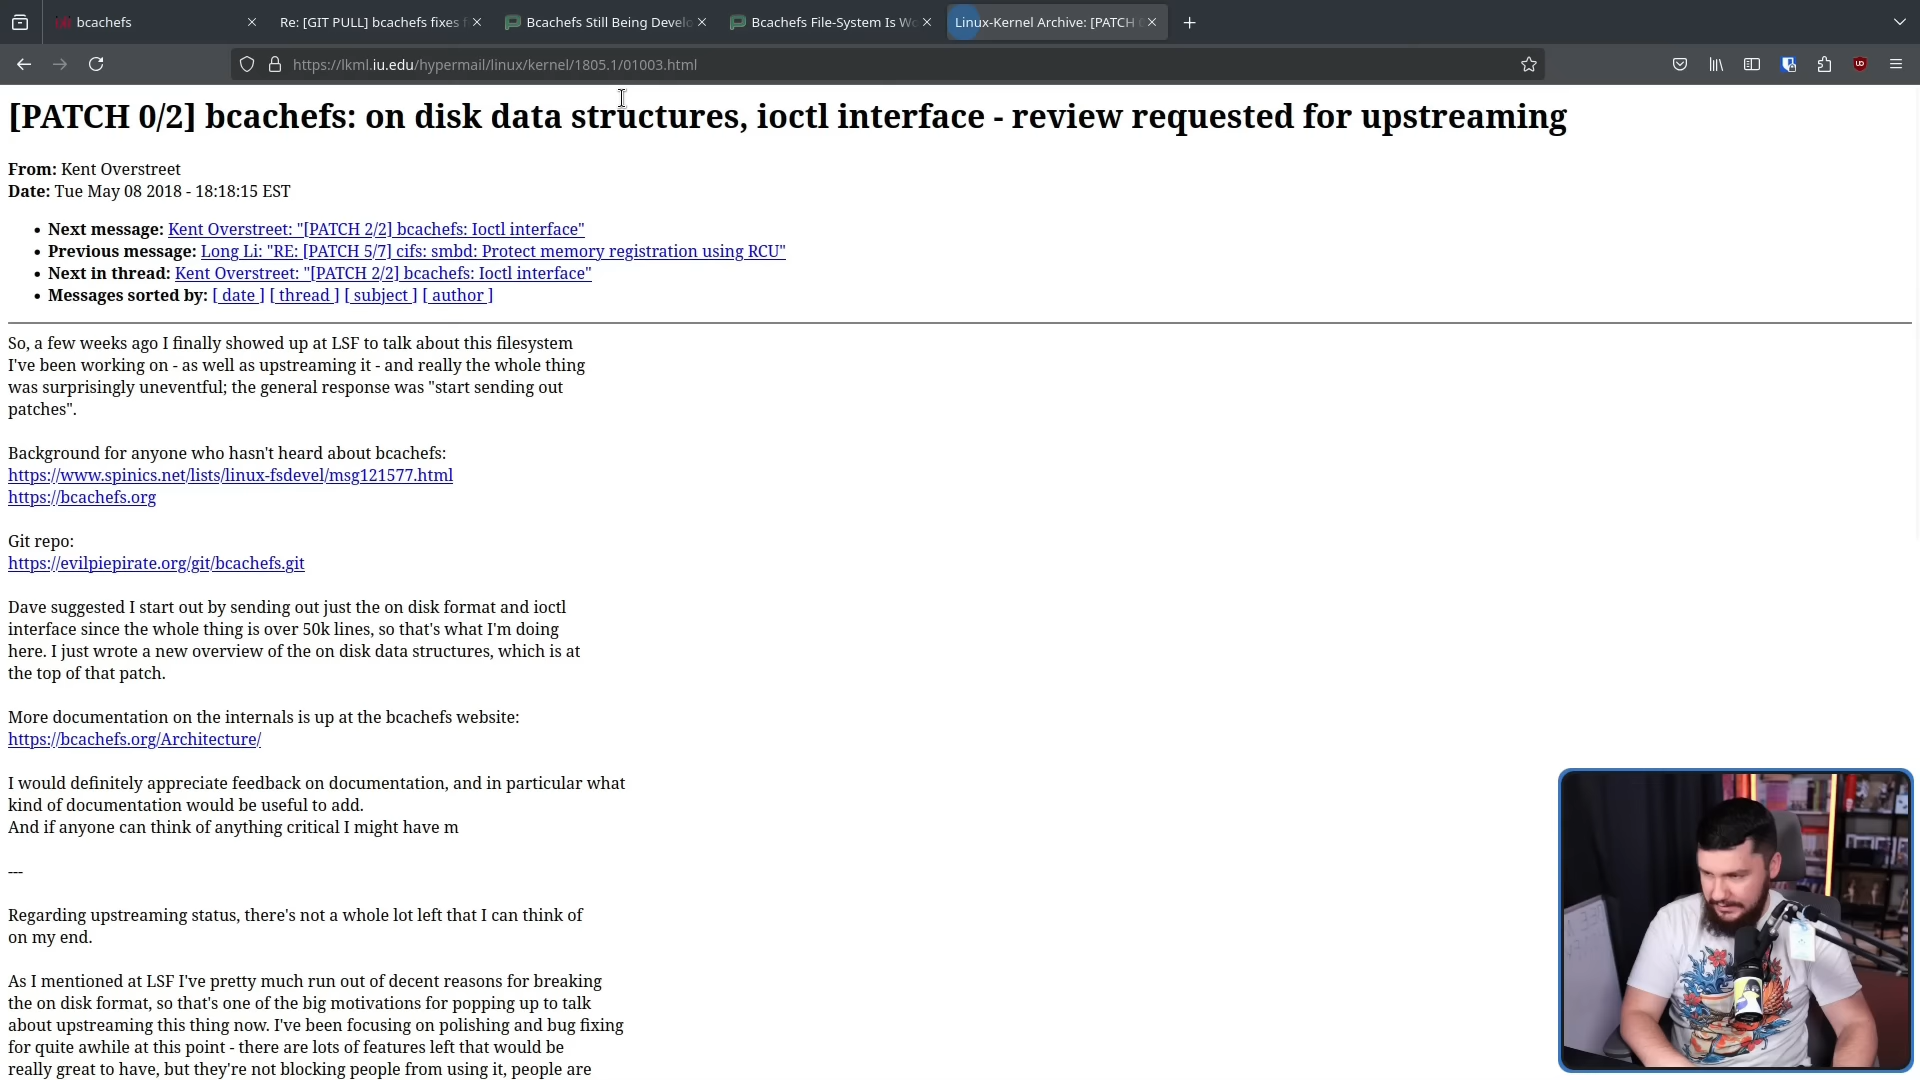 bcachefs
Re: [GIT PULL] bcachefs fixes f
Bcachefs Still Being Develo
Bcachefs File-System Is Wo
Linux-Kernel Archive: [PATCH 0
https://lkml.iu.edu/hypermail/linux/kernel/1805.1/01003.html
[PATCH 0/2] bcachefs: on disk data structures, ioctl interface - review requested for upstreaming
From: Kent Overstreet
Date: Tue May 08 2018 - 18:18:15 EST
• Next message: Kent Overstreet: "[PATCH 2/2] bcachefs: Ioctl interface"
• Previous message: Long Li: "RE: [PATCH 5/7] cifs: smbd: Protect memory registration using RCU"
• Next in thread: Kent Overstreet: "[PATCH 2/2] bcachefs: Ioctl interface"
• Messages sorted by: [ date ] [ thread ] [ subject ] [ author ]
So, a few weeks ago I finally showed up at LSF to talk about this filesystem
I've been working on - as well as upstreaming it - and really the whole thing
was surprisingly uneventful; the general response was "start sending out
patches".
Background for anyone who hasn't heard about bcachefs:
https://www.spinics.net/lists/linux-fsdevel/msg121577.html
https://bcachefs.org
Git repo:
https://evilpiepirate.org/git/bcachefs.git
Dave suggested I start out by sending out just the on disk format and ioctl
interface since the whole thing is over 50k lines, so that's what I'm doing
here. I just wrote a new overview of the on disk data structures, which is at
the top of that patch.
More documentation on the internals is up at the bcachefs website:
https://bcachefs.org/Architecture/
I would definitely appreciate feedback on documentation, and in particular what
kind of documentation would be useful to add.
And if anyone can think of anything critical I might have m
---
Regarding upstreaming status, there's not a whole lot left that I can think of
on my end.
As I mentioned at LSF I've pretty much run out of decent reasons for breaking
the on disk format, so that's one of the big motivations for popping up to talk
about upstreaming this thing now. I've been focusing on polishing and bug fixing
for quite awhile at this point - there are lots of features left that would be
really great to have, but they're not blocking people from using it, people are